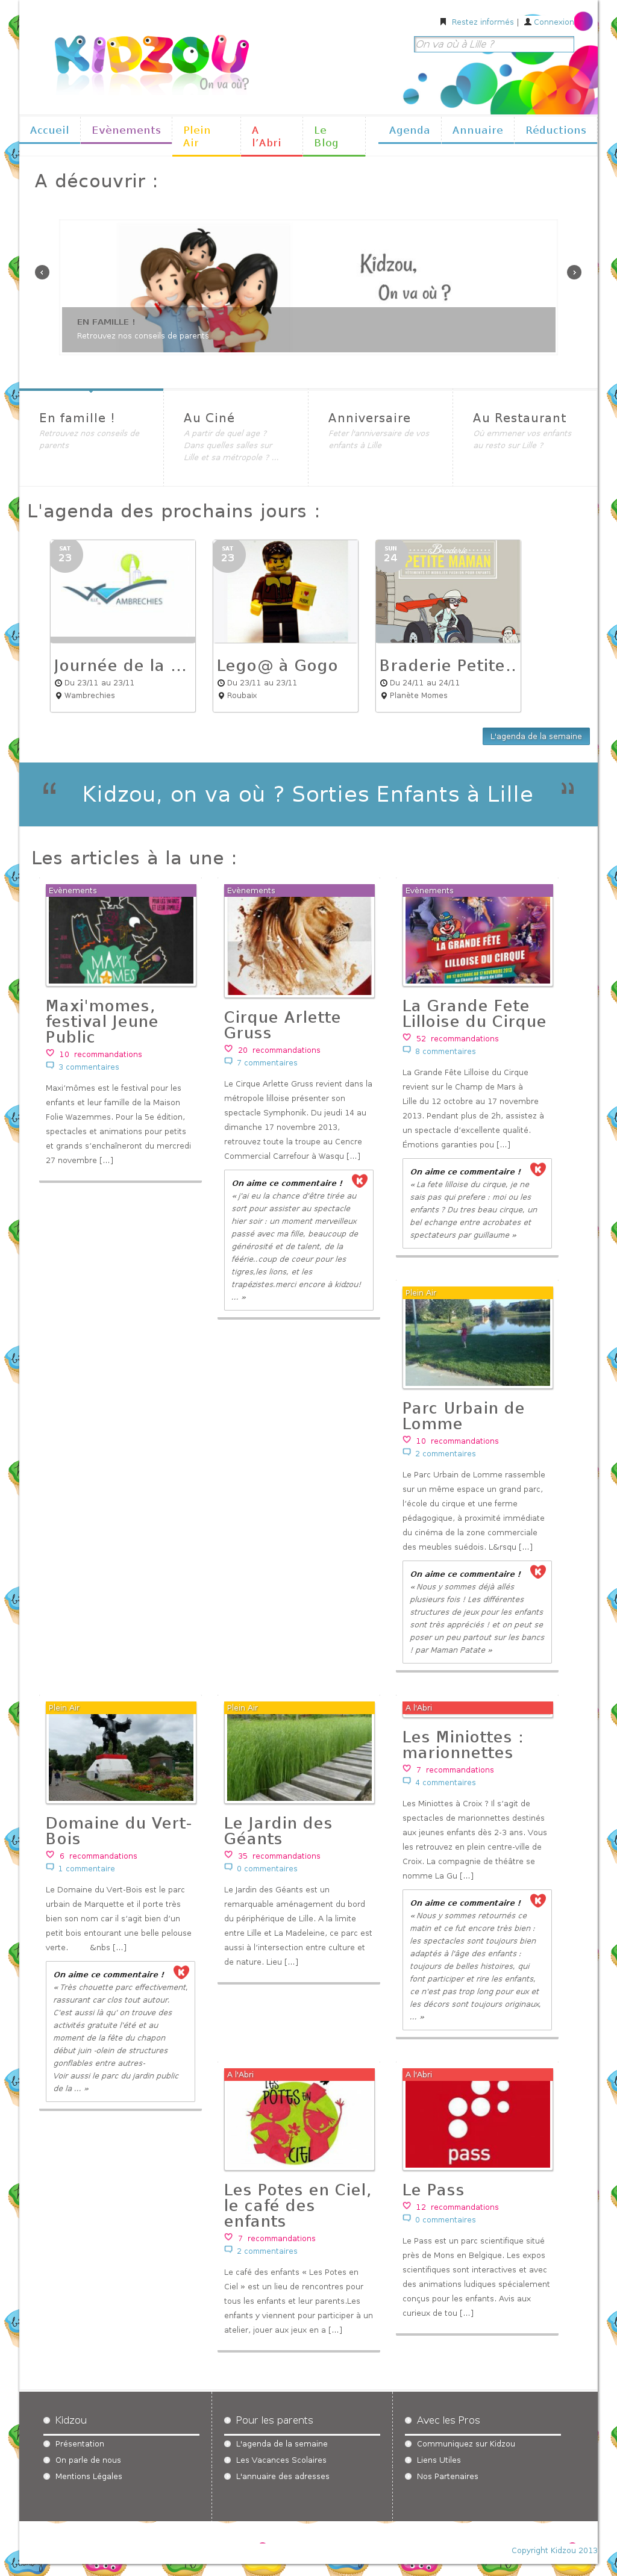 KIDZOU
On va où?
Restez informés | Connexion
On va où à Lille ?
Accueil
Evènements
Plein Air
A l'Abri
Le Blog
Agenda
Annuaire
Réductions
A découvrir :
Kidzou,
On va où ?
EN FAMILLE !
Retrouvez nos conseils de parents
En famille !
Retrouvez nos conseils de
parents
Au Ciné
A partir de quel age ?
Dans quelles salles sur
Lille et sa métropole ? ...
Anniversaire
Feter l'anniversaire de vos
enfants à Lille
Au Restaurant
Où emmener vos enfants
au resto sur Lille ?
L'agenda des prochains jours :
SAT
23
AMBRECHIES
Journée de la ...
Du 23/11 au 23/11
Wambrechies
SAT
23
Lego@ à Gogo
Du 23/11 au 23/11
Roubaix
SUN
24
Braderie
PETITE MAMAN
Braderie Petite...
Du 24/11 au 24/11
Planète Momes
L'agenda de la semaine
“ Kidzou, on va où ? Sorties Enfants à Lille ”
Les articles à la une :
Evènements
MAXI
MOMES
Maxi'momes,
festival Jeune
Public
10 recommandations
3 commentaires
Maxi'mômes est le festival pour les
enfants et leur famille de la Maison
Folie Wazemmes. Pour la 5e édition,
spectacles et animations pour petits
et grands s'enchaîneront du mercredi
27 novembre [...]
Evènements
Cirque Arlette
Gruss
20 recommandations
7 commentaires
Le Cirque Arlette Gruss revient dans la
métropole lilloise présenter son
spectacle Symphonik. Du jeudi 14 au
dimanche 17 novembre 2013,
retrouvez toute la troupe au Cencre
Commercial Carrefour à Wasqu [...]
On aime ce commentaire !
« j'ai eu la chance d'être tirée au
sort pour assister au spectacle
hier soir : un moment merveilleux
passé avec ma fille, beaucoup de
générosité et de talent, de la
féérie..coup de coeur pour les
tigres,les lions, et les
trapézistes.merci encore à kidzou!
... »
Evènements
LA GRANDE FÊTE
LILLOISE DU CIRQUE
La Grande Fete
Lilloise du Cirque
52 recommandations
8 commentaires
La Grande Fête Lilloise du Cirque
revient sur le Champ de Mars à
Lille du 12 octobre au 17 novembre
2013. Pendant plus de 2h, assistez à
un spectacle d'excellente qualité.
Émotions garanties pou [...]
On aime ce commentaire !
« La fete lilloise du cirque, je ne
sais pas qui prefere : moi ou les
enfants ? Du tres beau cirque, un
bel echange entre acrobates et
spectateurs par guillaume »
Plein Air
Parc Urbain de
Lomme
10 recommandations
2 commentaires
Le Parc Urbain de Lomme rassemble
sur un même espace un grand parc,
l'école du cirque et une ferme
pédagogique, à proximité immédiate
du cinéma de la zone commerciale
des meubles suédois. L&rsqu [...]
On aime ce commentaire !
« Nous y sommes déjà allés
plusieurs fois ! Les différentes
structures de jeux pour les enfants
sont très appréciés ! et on peut se
poser un peu partout sur les bancs
! par Maman Patate »
Plein Air
Domaine du Vert-
Bois
6 recommandations
1 commentaire
Le Domaine du Vert-Bois est le parc
urbain de Marquette et il porte très
bien son nom car il s'agit bien d'un
petit bois entourant une belle pelouse
verte. &nbs [...]
On aime ce commentaire !
« Très chouette parc effectivement,
rassurant car clos tout autour.
C'est aussi là qu' on trouve des
activités gratuite l'été et au
moment de la fête du chapon
début juin -olein de structures
gonflables entre autres-
Voir aussi le parc du jardin public
de la ... »
Plein Air
Le Jardin des
Géants
35 recommandations
0 commentaires
Le Jardin des Géants est un
remarquable aménagement du bord
du périphérique de Lille. A la limite
entre Lille et La Madeleine, ce parc est
aussi à l'intersection entre culture et
de nature. Lieu [...]
A l'Abri
Les Miniottes :
marionnettes
7 recommandations
4 commentaires
Les Miniottes à Croix ? Il s'agit de
spectacles de marionnettes destinés
aux jeunes enfants dès 2-3 ans. Vous
les retrouvez en plein centre-ville de
Croix. La compagnie de théâtre se
nomme La Gu [...]
On aime ce commentaire !
« Nous y sommes retournés ce
matin et ce fut encore très bien :
les spectacles sont toujours bien
adaptés à l'âge des enfants :
toujours de belles histoires, qui
font participer et rire les enfants,
ce n'est pas trop long pour eux et
les décors sont toujours originaux,
... »
A l'Abri
LES
POTES
EN
CIEL
Les Potes en Ciel,
le café des
enfants
7 recommandations
2 commentaires
Le café des enfants « Les Potes en
Ciel » est un lieu de rencontres pour
tous les enfants et leur parents.Les
enfants y viennent pour participer à un
atelier, jouer aux jeux en a [...]
A l'Abri
pass
Le Pass
12 recommandations
0 commentaires
Le Pass est un parc scientifique situé
près de Mons en Belgique. Les expos
scientifiques sont interactives et avec
des animations ludiques spécialement
conçus pour les enfants. Avis aux
curieux de tou [...]
Kidzou
Présentation
On parle de nous
Mentions Légales
Pour les parents
L'agenda de la semaine
Les Vacances Scolaires
L'annuaire des adresses
Avec les Pros
Communiquez sur Kidzou
Liens Utiles
Nos Partenaires
Copyright Kidzou 2013